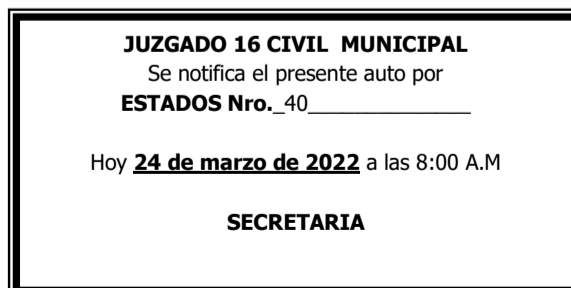 JUZGADO 16 CIVIL MUNICIPAL
Se notifica el presente auto por
ESTADOS Nro._40_______________
Hoy 24 de marzo de 2022 a las 8:00 A.M
SECRETARIA